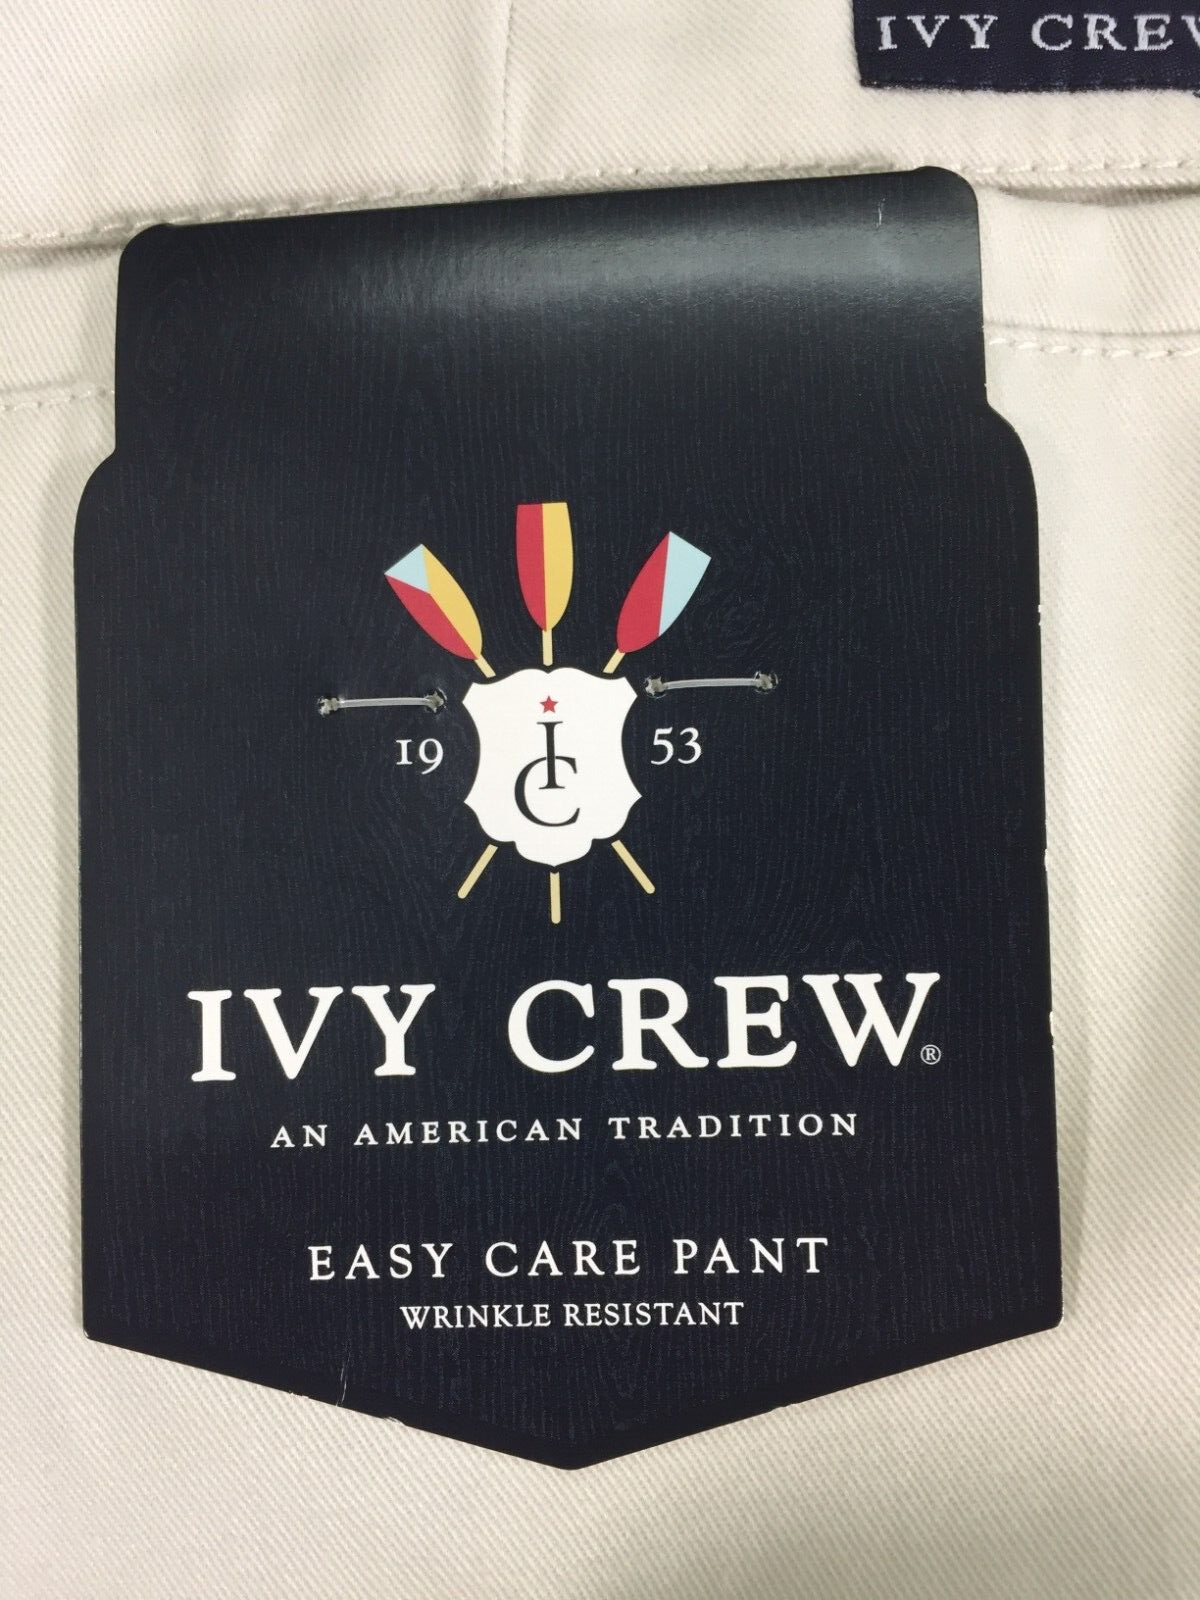 IVY CREW
19 53
IC
IVY CREW®
AN AMERICAN TRADITION
EASY CARE PANT
WRINKLE RESISTANT